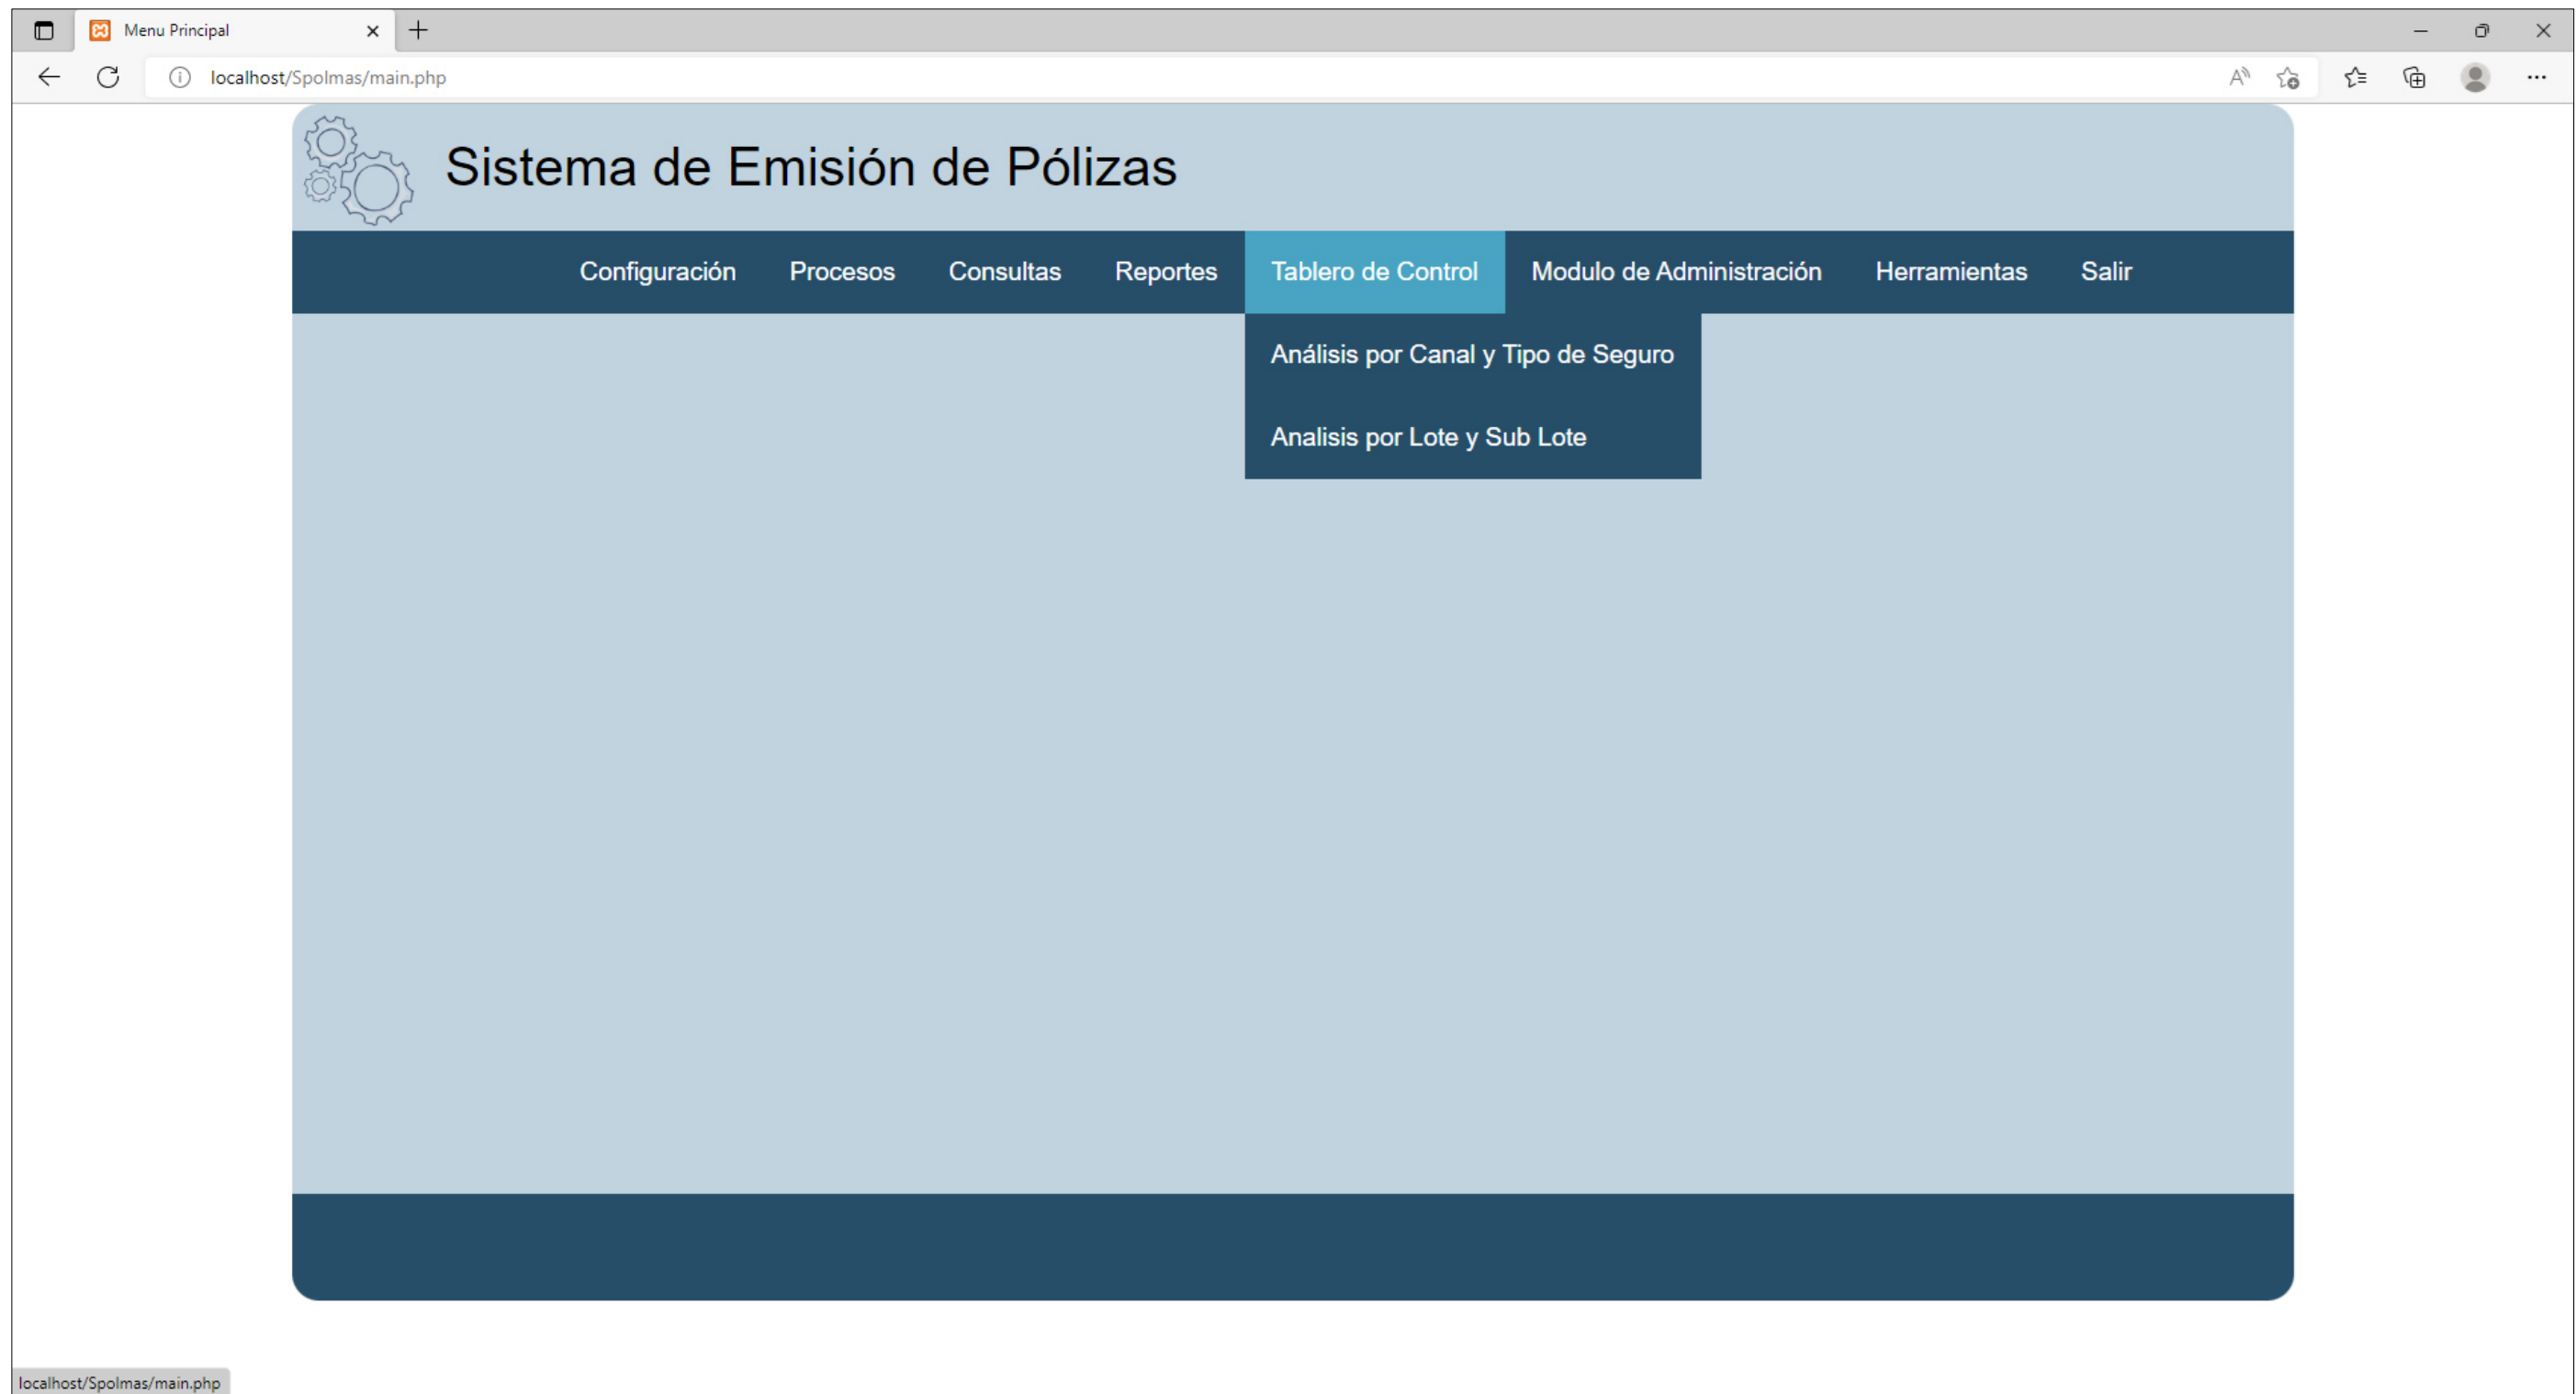 Menu Principal
localhost/Spolmas/main.php
Sistema de Emisión de Pólizas
Configuración Procesos Consultas Reportes Tablero de Control Modulo de Administración Herramientas Salir
Análisis por Canal y Tipo de Seguro
Analisis por Lote y Sub Lote
localhost/Spolmas/main.php